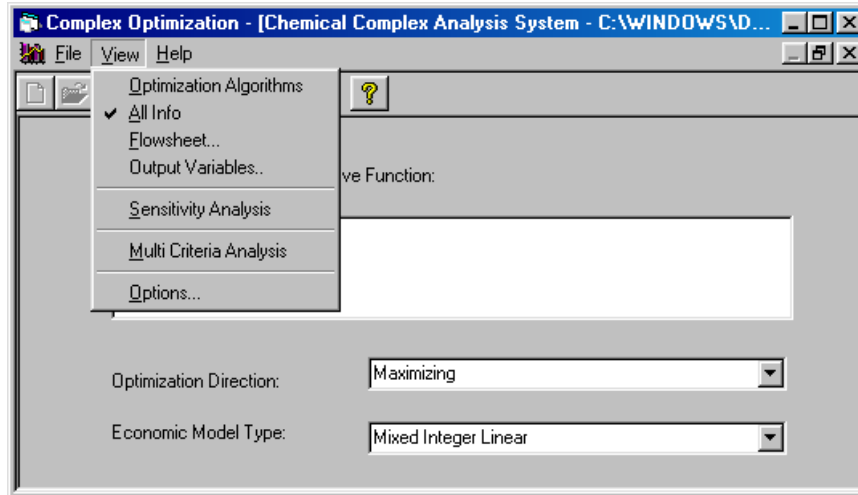 Complex Optimization - [Chemical Complex Analysis System - C:\WINDOWS\D...
File View Help
Optimization Algorithms
All Info
Flowsheet...
Output Variables..
ve Function:
Sensitivity Analysis
Multi Criteria Analysis
Options...
Optimization Direction: Maximizing
Economic Model Type: Mixed Integer Linear